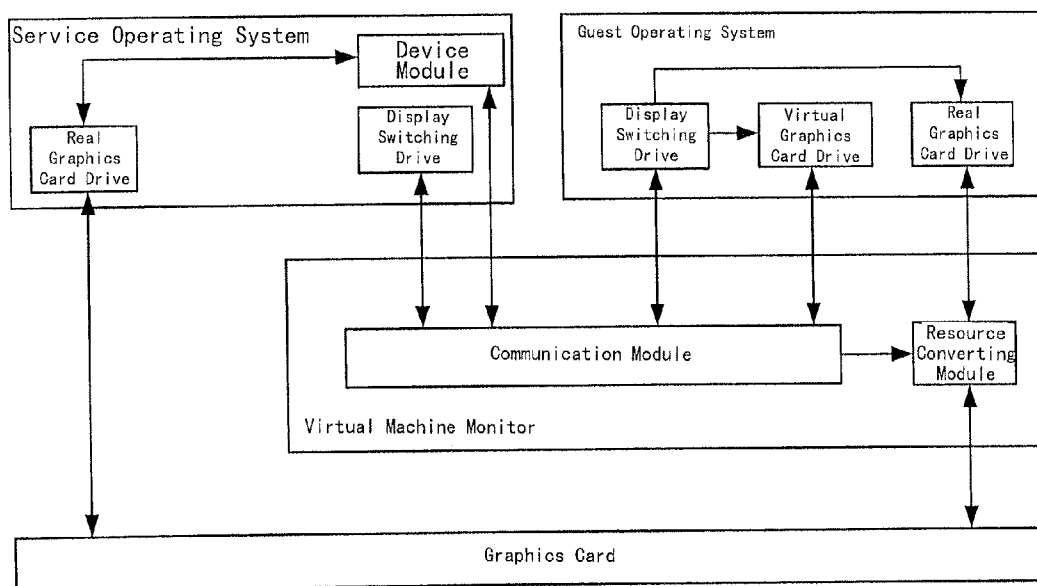 Service Operating System
Device
Module
Real
Graphics
Card Drive
Display
Switching
Drive
Guest Operating System
Display
Switching
Drive
Virtual
Graphics
Card Drive
Real
Graphics
Card Drive
Communication Module
Resource
Converting
Module
Virtual Machine Monitor
Graphics Card